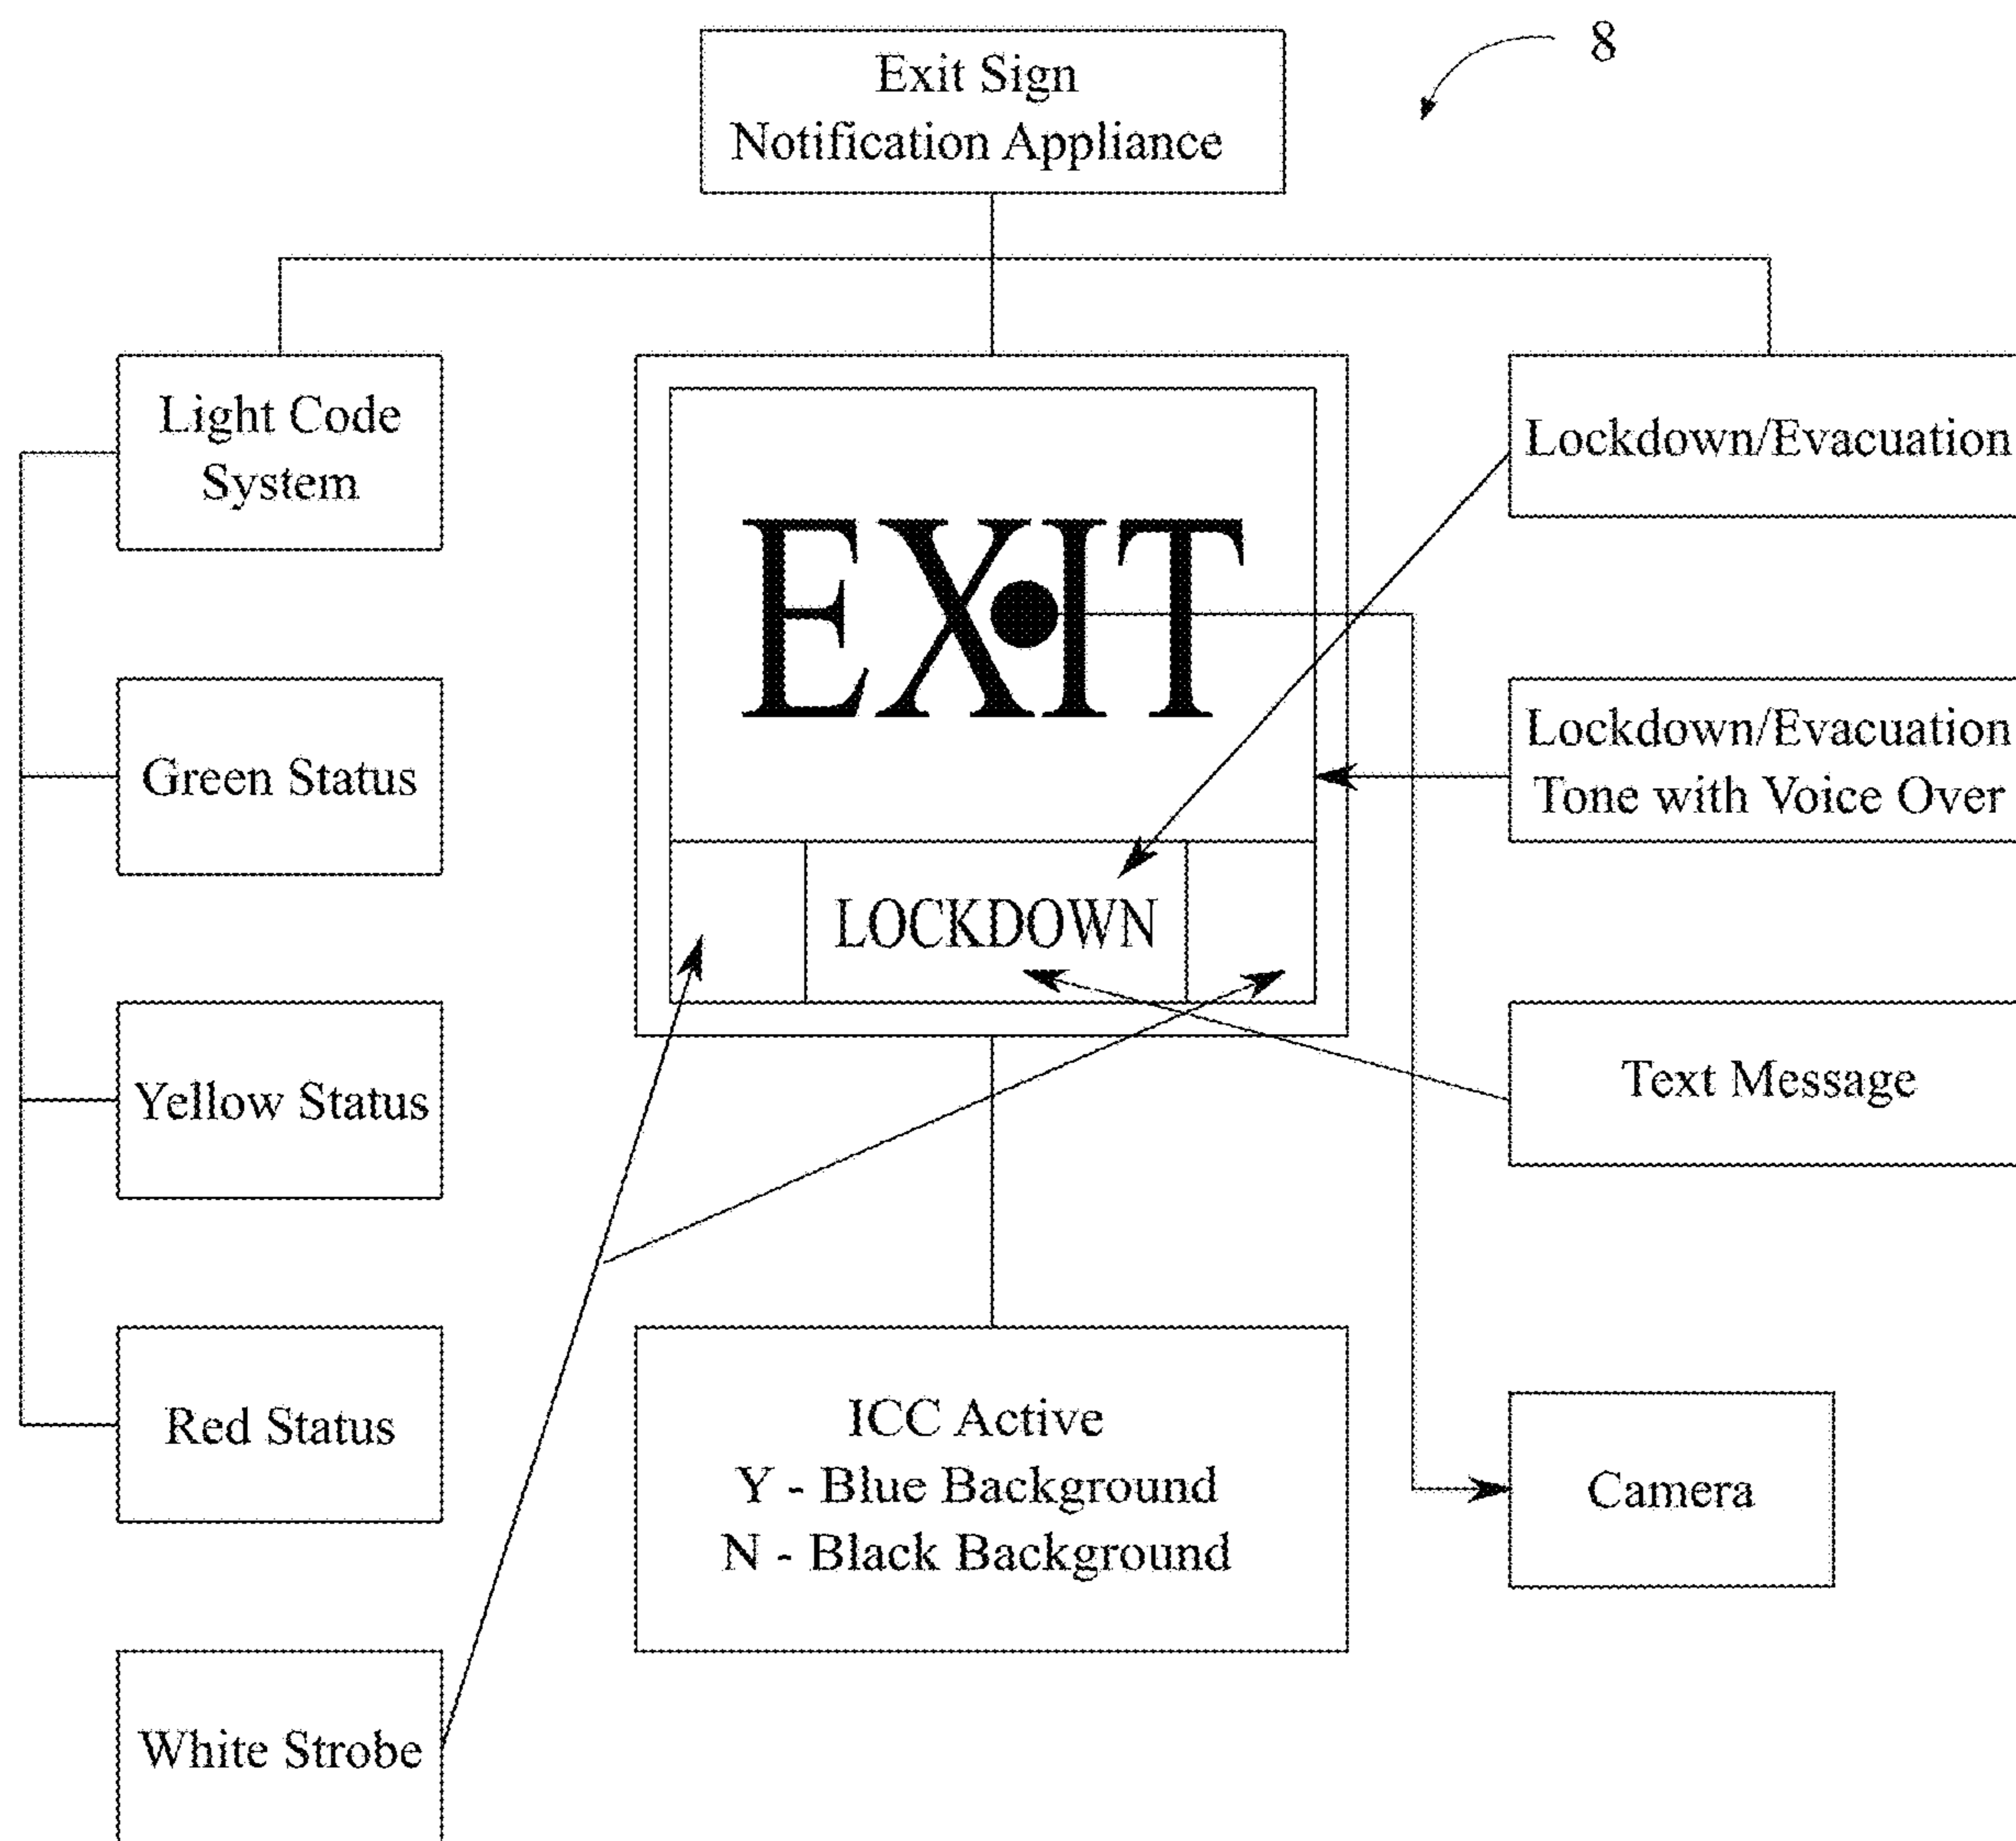 8
Exit Sign
Notification Appliance
Light Code
System
Green Status
Yellow Status
Red Status
White Strobe
EXIT
LOCKDOWN
ICC Active
Y - Blue Background
N - Black Background
Lockdown/Evacuation
Lockdown/Evacuation
Tone with Voice Over
Text Message
Camera